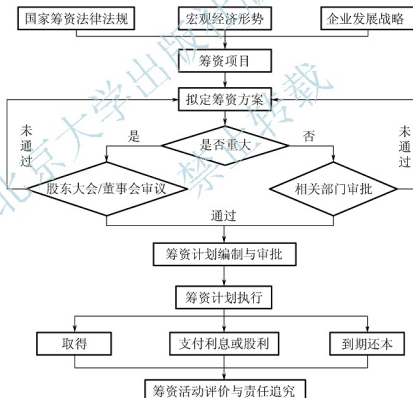 国家筹资法律法规
宏观经济形势
企业发展战略
筹资项目
拟定筹资方案
未通过
是
是否重大
否
未通过
股东大会/董事会审议
相关部门审批
通过
筹资计划编制与审批
筹资计划执行
取得
支付利息或股利
到期还本
筹资活动评价与责任追究
北京大学出版社版权
禁止转载